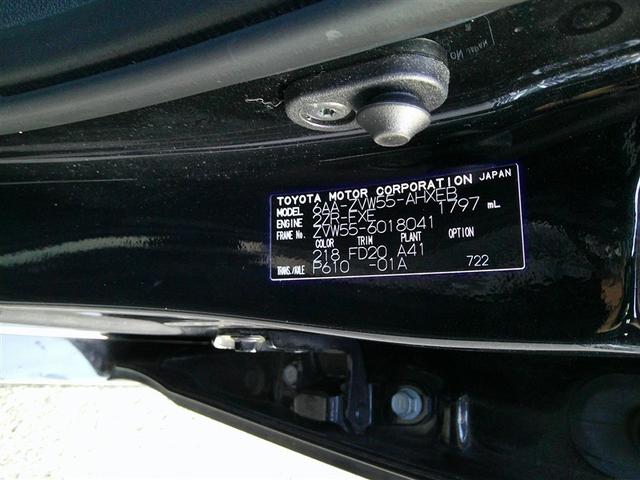 TOYOTA MOTOR CORPORATION JAPAN
MODEL 6AA-ZVW55-AHXEB
ENGINE 2ZR-FXE 1797 mL
FRAME No. ZVW55-6018041
COLOR TRIM PLANT OPTION
218 FD20 A41
TRANS./AXLE P610 -01A 722